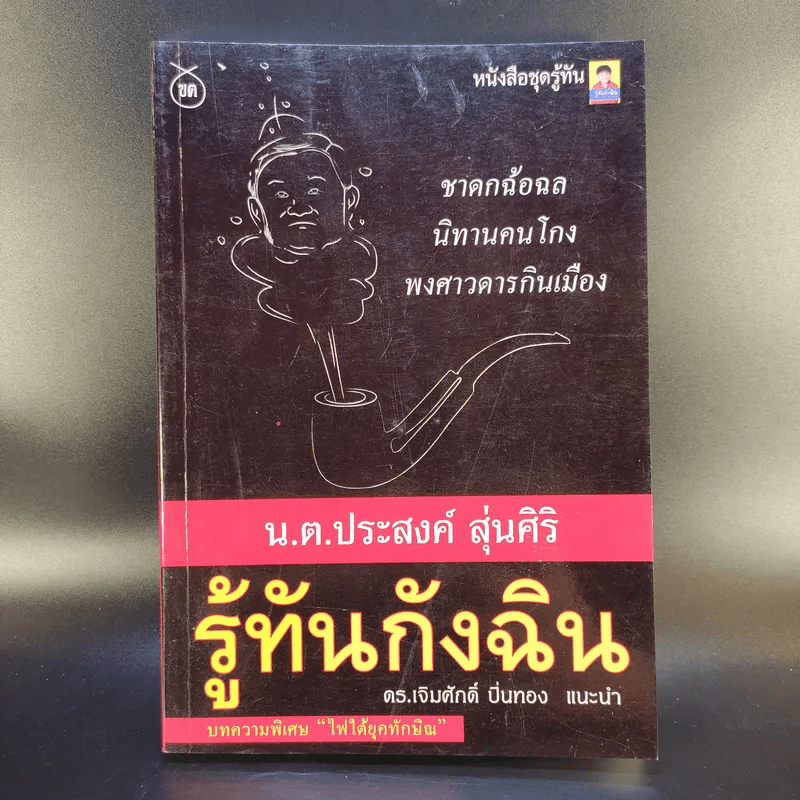 ขค
หนังสือชุดรู้ทัน
ชาดกฉ้อฉล
นิทานคนโกง
พงศาวดารกินเมือง
น.ต.ประสงค์ สุ่นศิริ
รู้ทันกังฉิน
ดร.เจิมศักดิ์ ปิ่นทอง แนะนำ
บทความพิเศษ “ไฟใต้ยุคทักษิณ”